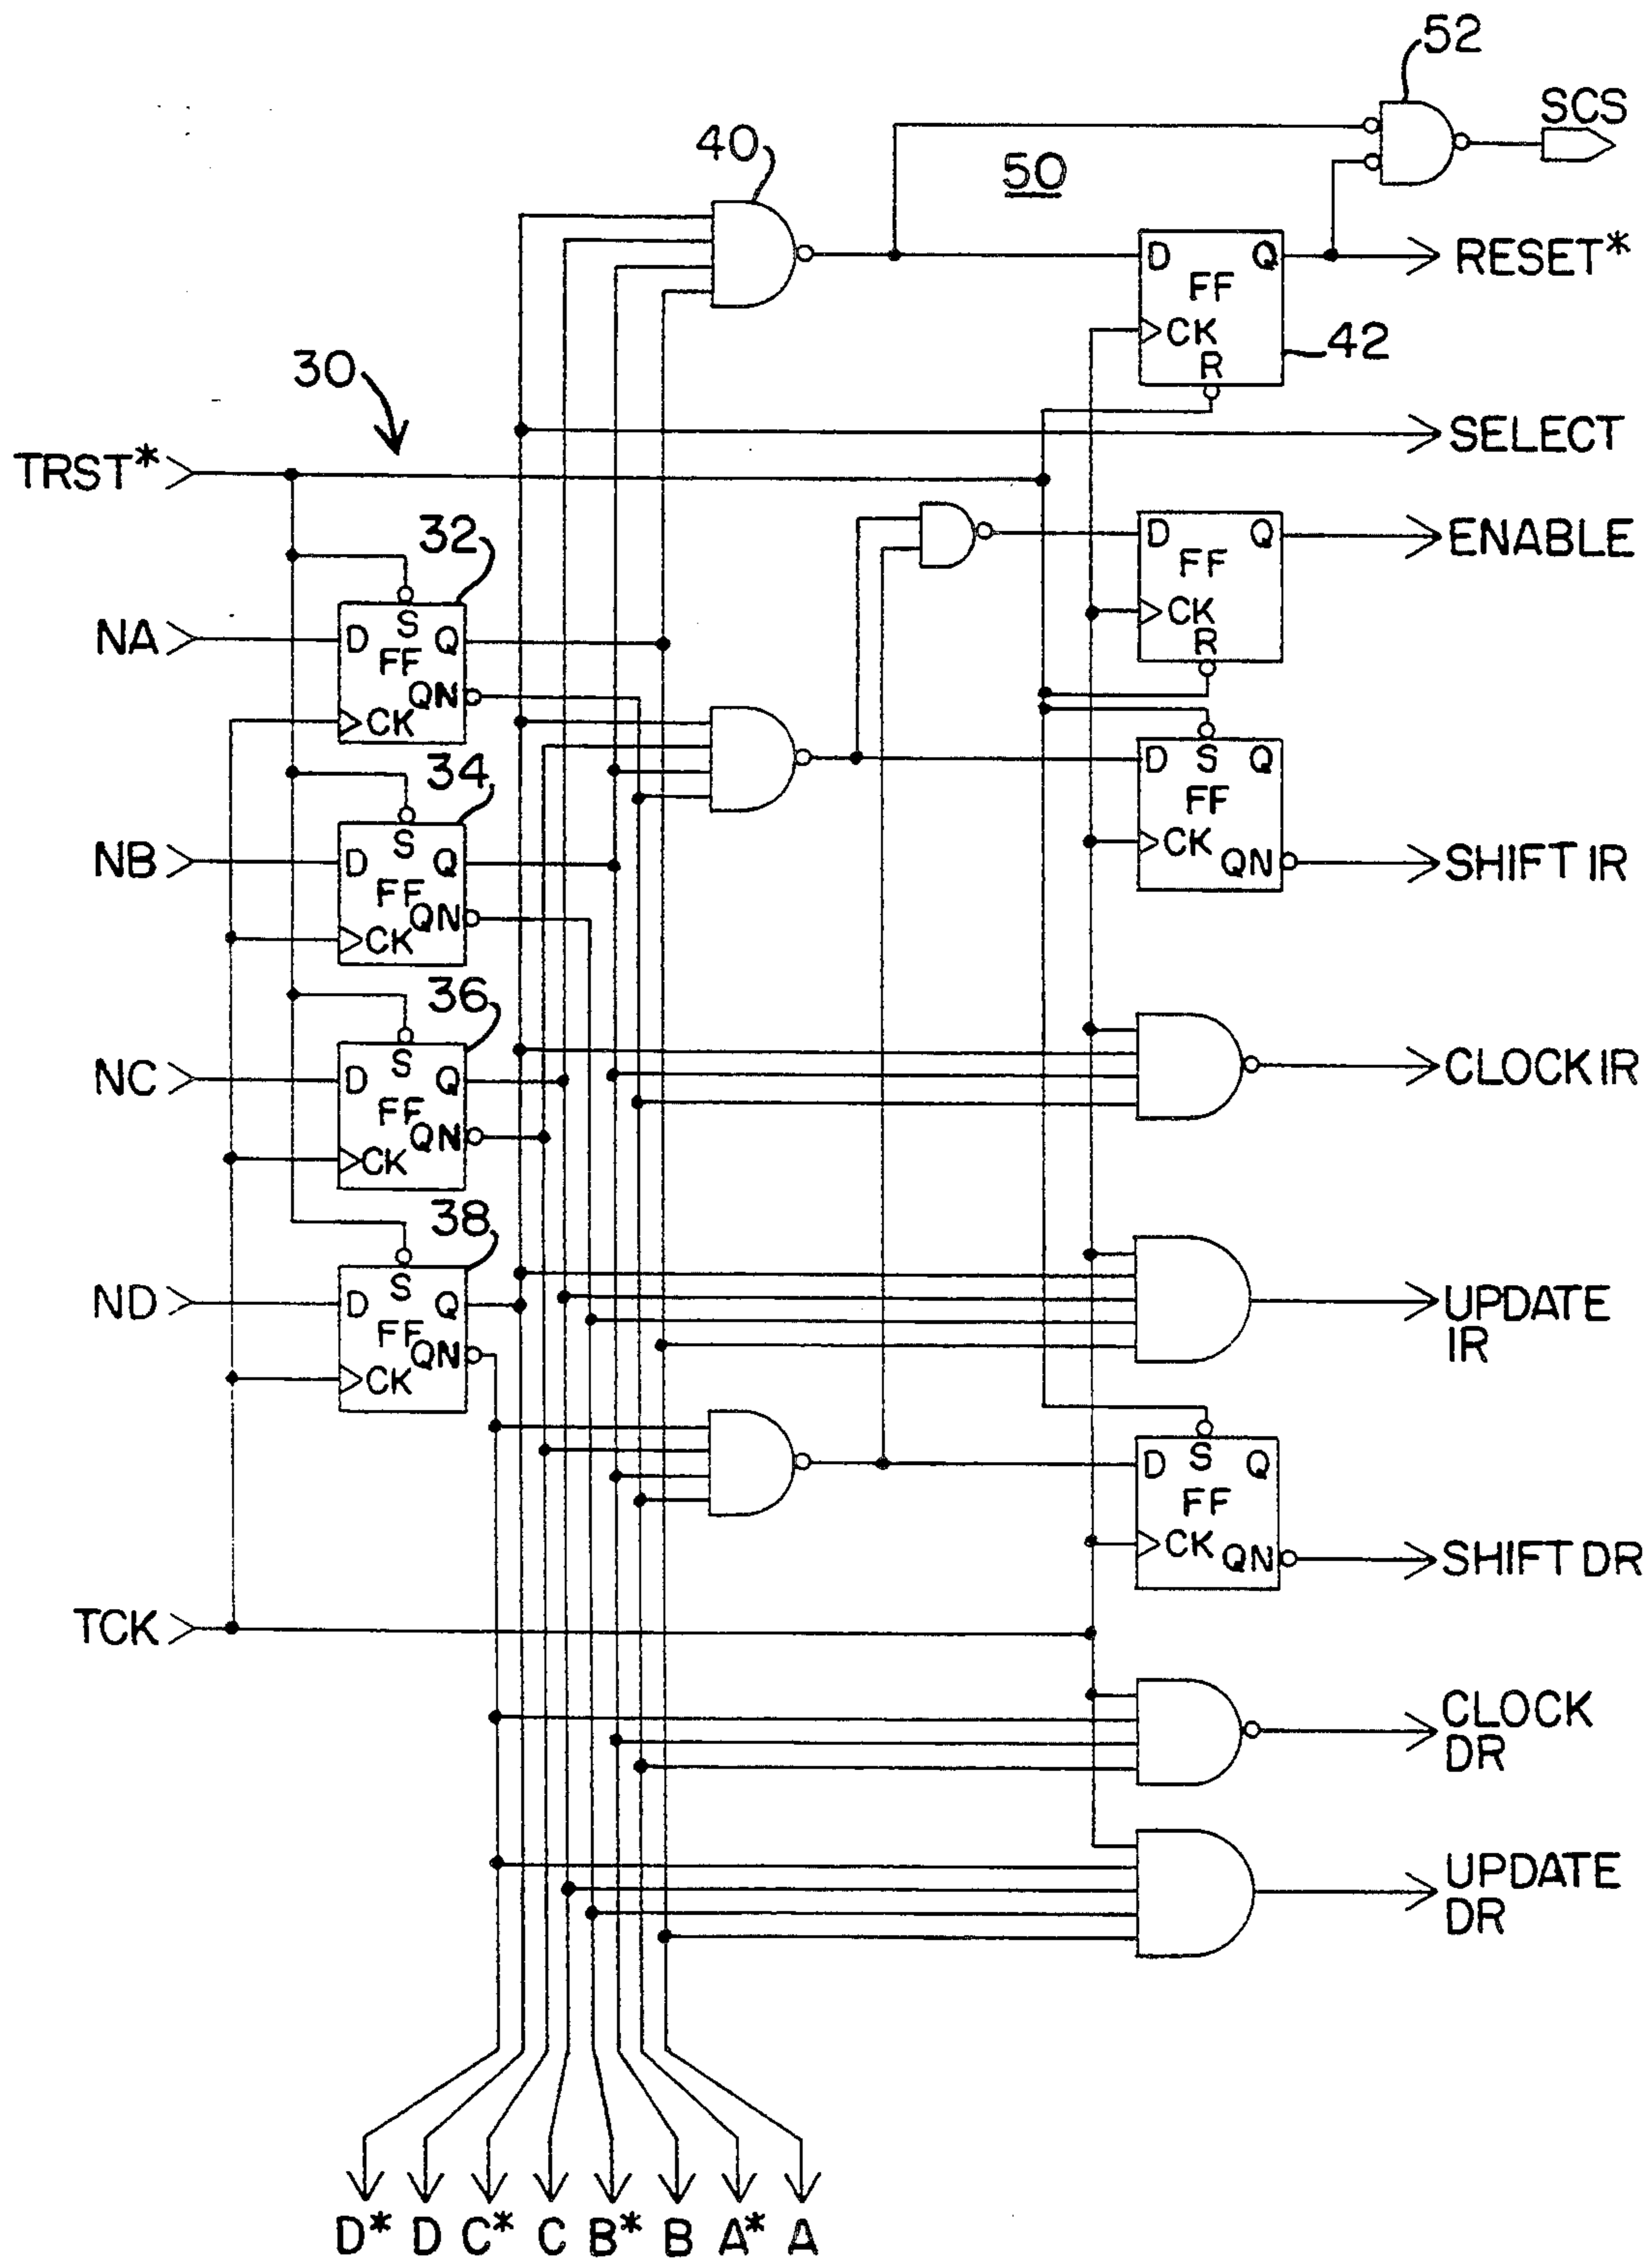 52
SCS
40
50
D Q
FF
CK
R
RESET*
42
30
SELECT
TRST*
32
D Q
FF
CK
R
ENABLE
NA
S
D Q
FF
QN
CK
34
D S Q
FF
CK
QN
SHIFT IR
NB
S
D Q
FF
QN
CK
36
NC
S
D Q
FF
QN
CK
CLOCK IR
38
ND
S
D Q
FF
QN
CK
UPDATE
IR
D S Q
FF
CK
QN
SHIFT DR
TCK
CLOCK
DR
UPDATE
DR
D* D C* C B* B A* A